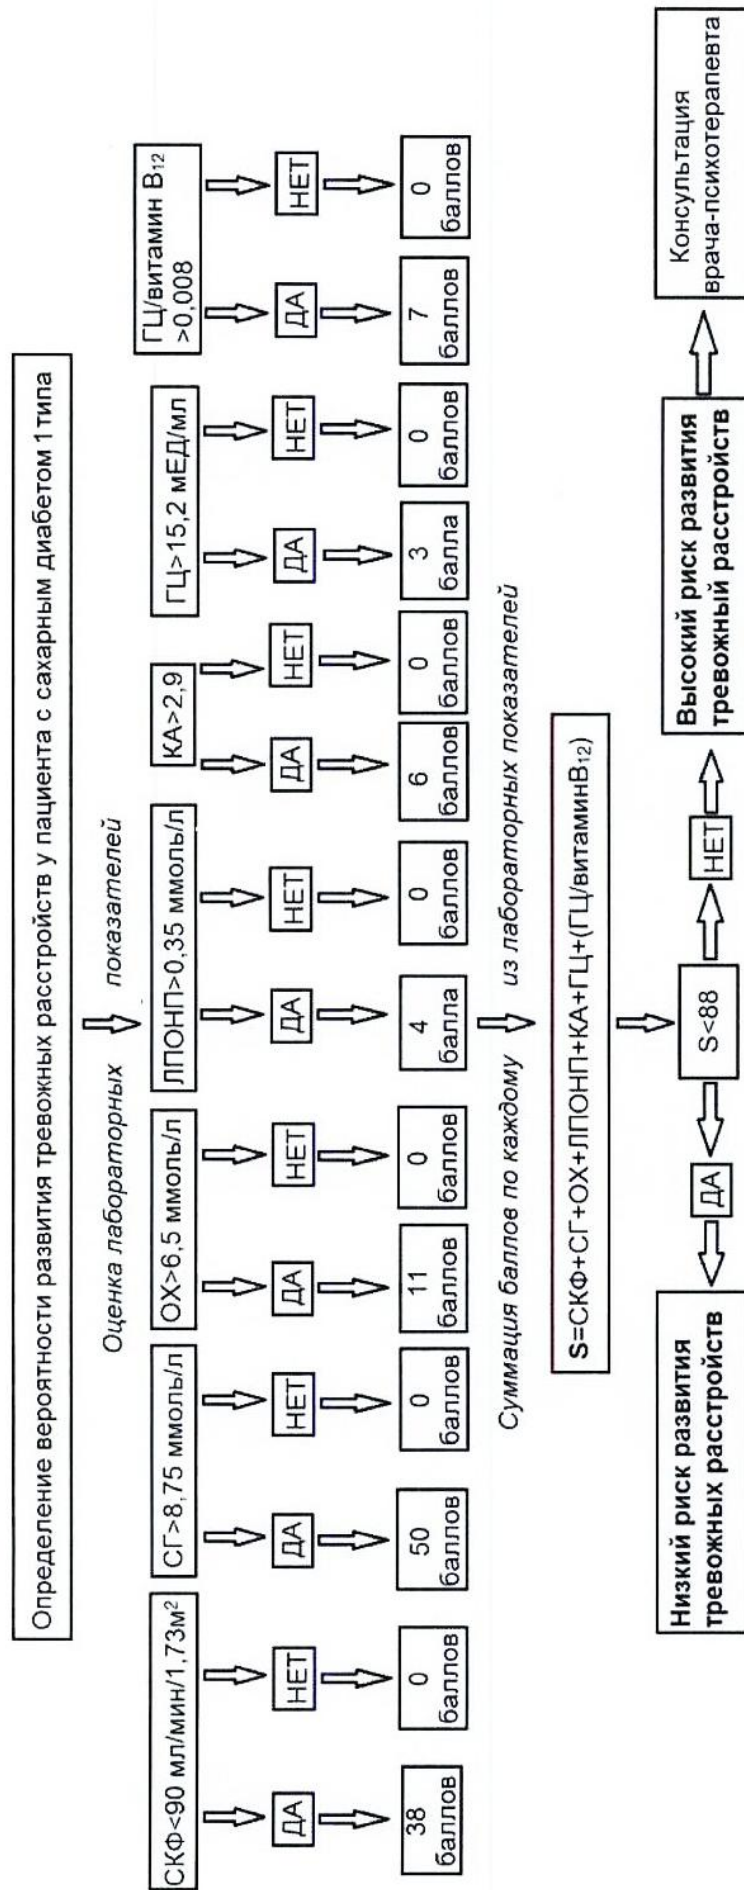 Определение вероятности развития тревожных расстройств у пациента с сахарным диабетом 1 типа
Оценка лабораторных показателей
СКФ<90 мл/мин/1,73м²
ДА
НЕТ
38
баллов
0
баллов
СГ>8,75 ммоль/л
ДА
НЕТ
50
баллов
0
баллов
ОХ>6,5 ммоль/л
ДА
НЕТ
11
баллов
0
баллов
ЛПОНП>0,35 ммоль/л
ДА
НЕТ
4
балла
0
баллов
КА>2,9
ДА
НЕТ
6
баллов
0
баллов
ГЦ>15,2 мЕД/мл
ДА
НЕТ
3
балла
0
баллов
ГЦ/витамин В₁₂
>0,008
ДА
НЕТ
7
баллов
0
баллов
Суммация баллов по каждому из лабораторных показателей
S=СКФ+СГ+ОХ+ЛПОНП+КА+ГЦ+(ГЦ/витаминВ₁₂)
S<88
ДА
НЕТ
Низкий риск развития
тревожных расстройств
Высокий риск развития
тревожный расстройств
Консультация
врача-психотерапевта